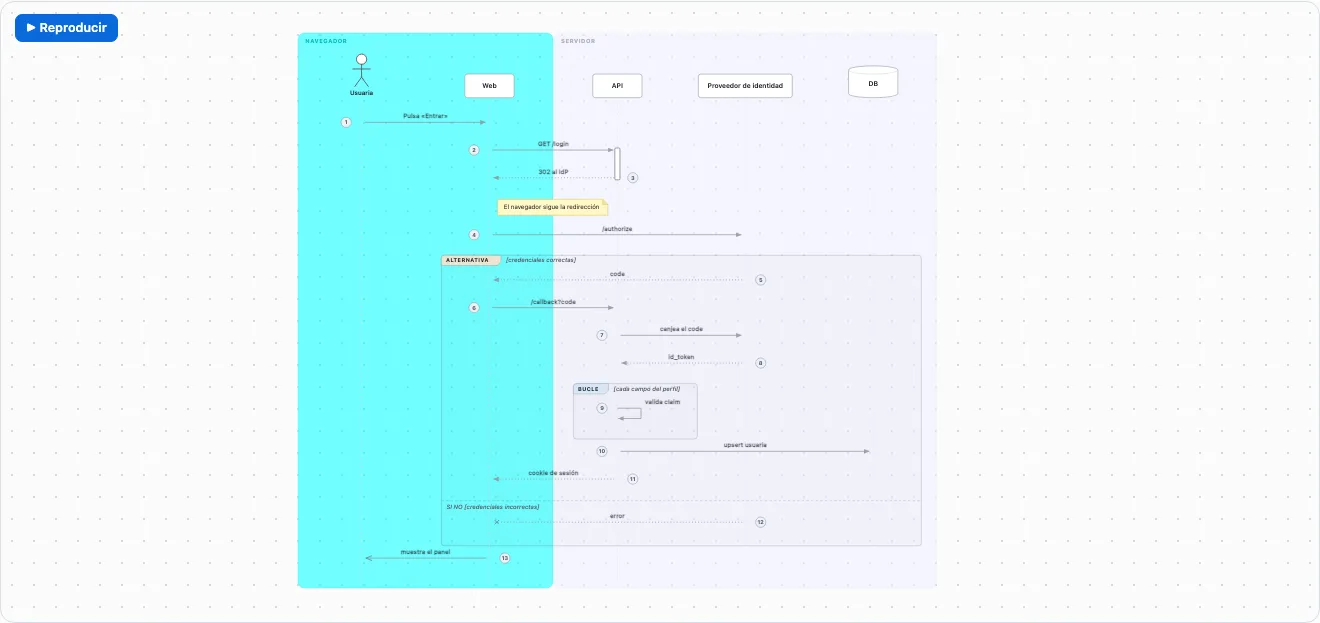 ▶ Reproducir
NAVEGADOR
SERVIDOR
Usuaria
Web
API
Proveedor de identidad
DB
1
Pulsa «Entrar»
2
GET /login
302 al IdP
3
El navegador sigue la redirección
4
/authorize
ALTERNATIVA
[credenciales correctas]
code
5
6
/callback?code
7
canjea el code
id_token
8
BUCLE
[cada campo del perfil]
9
valida claim
10
upsert usuaria
cookie de sesión
11
SI NO [credenciales incorrectas]
error
12
muestra el panel
13